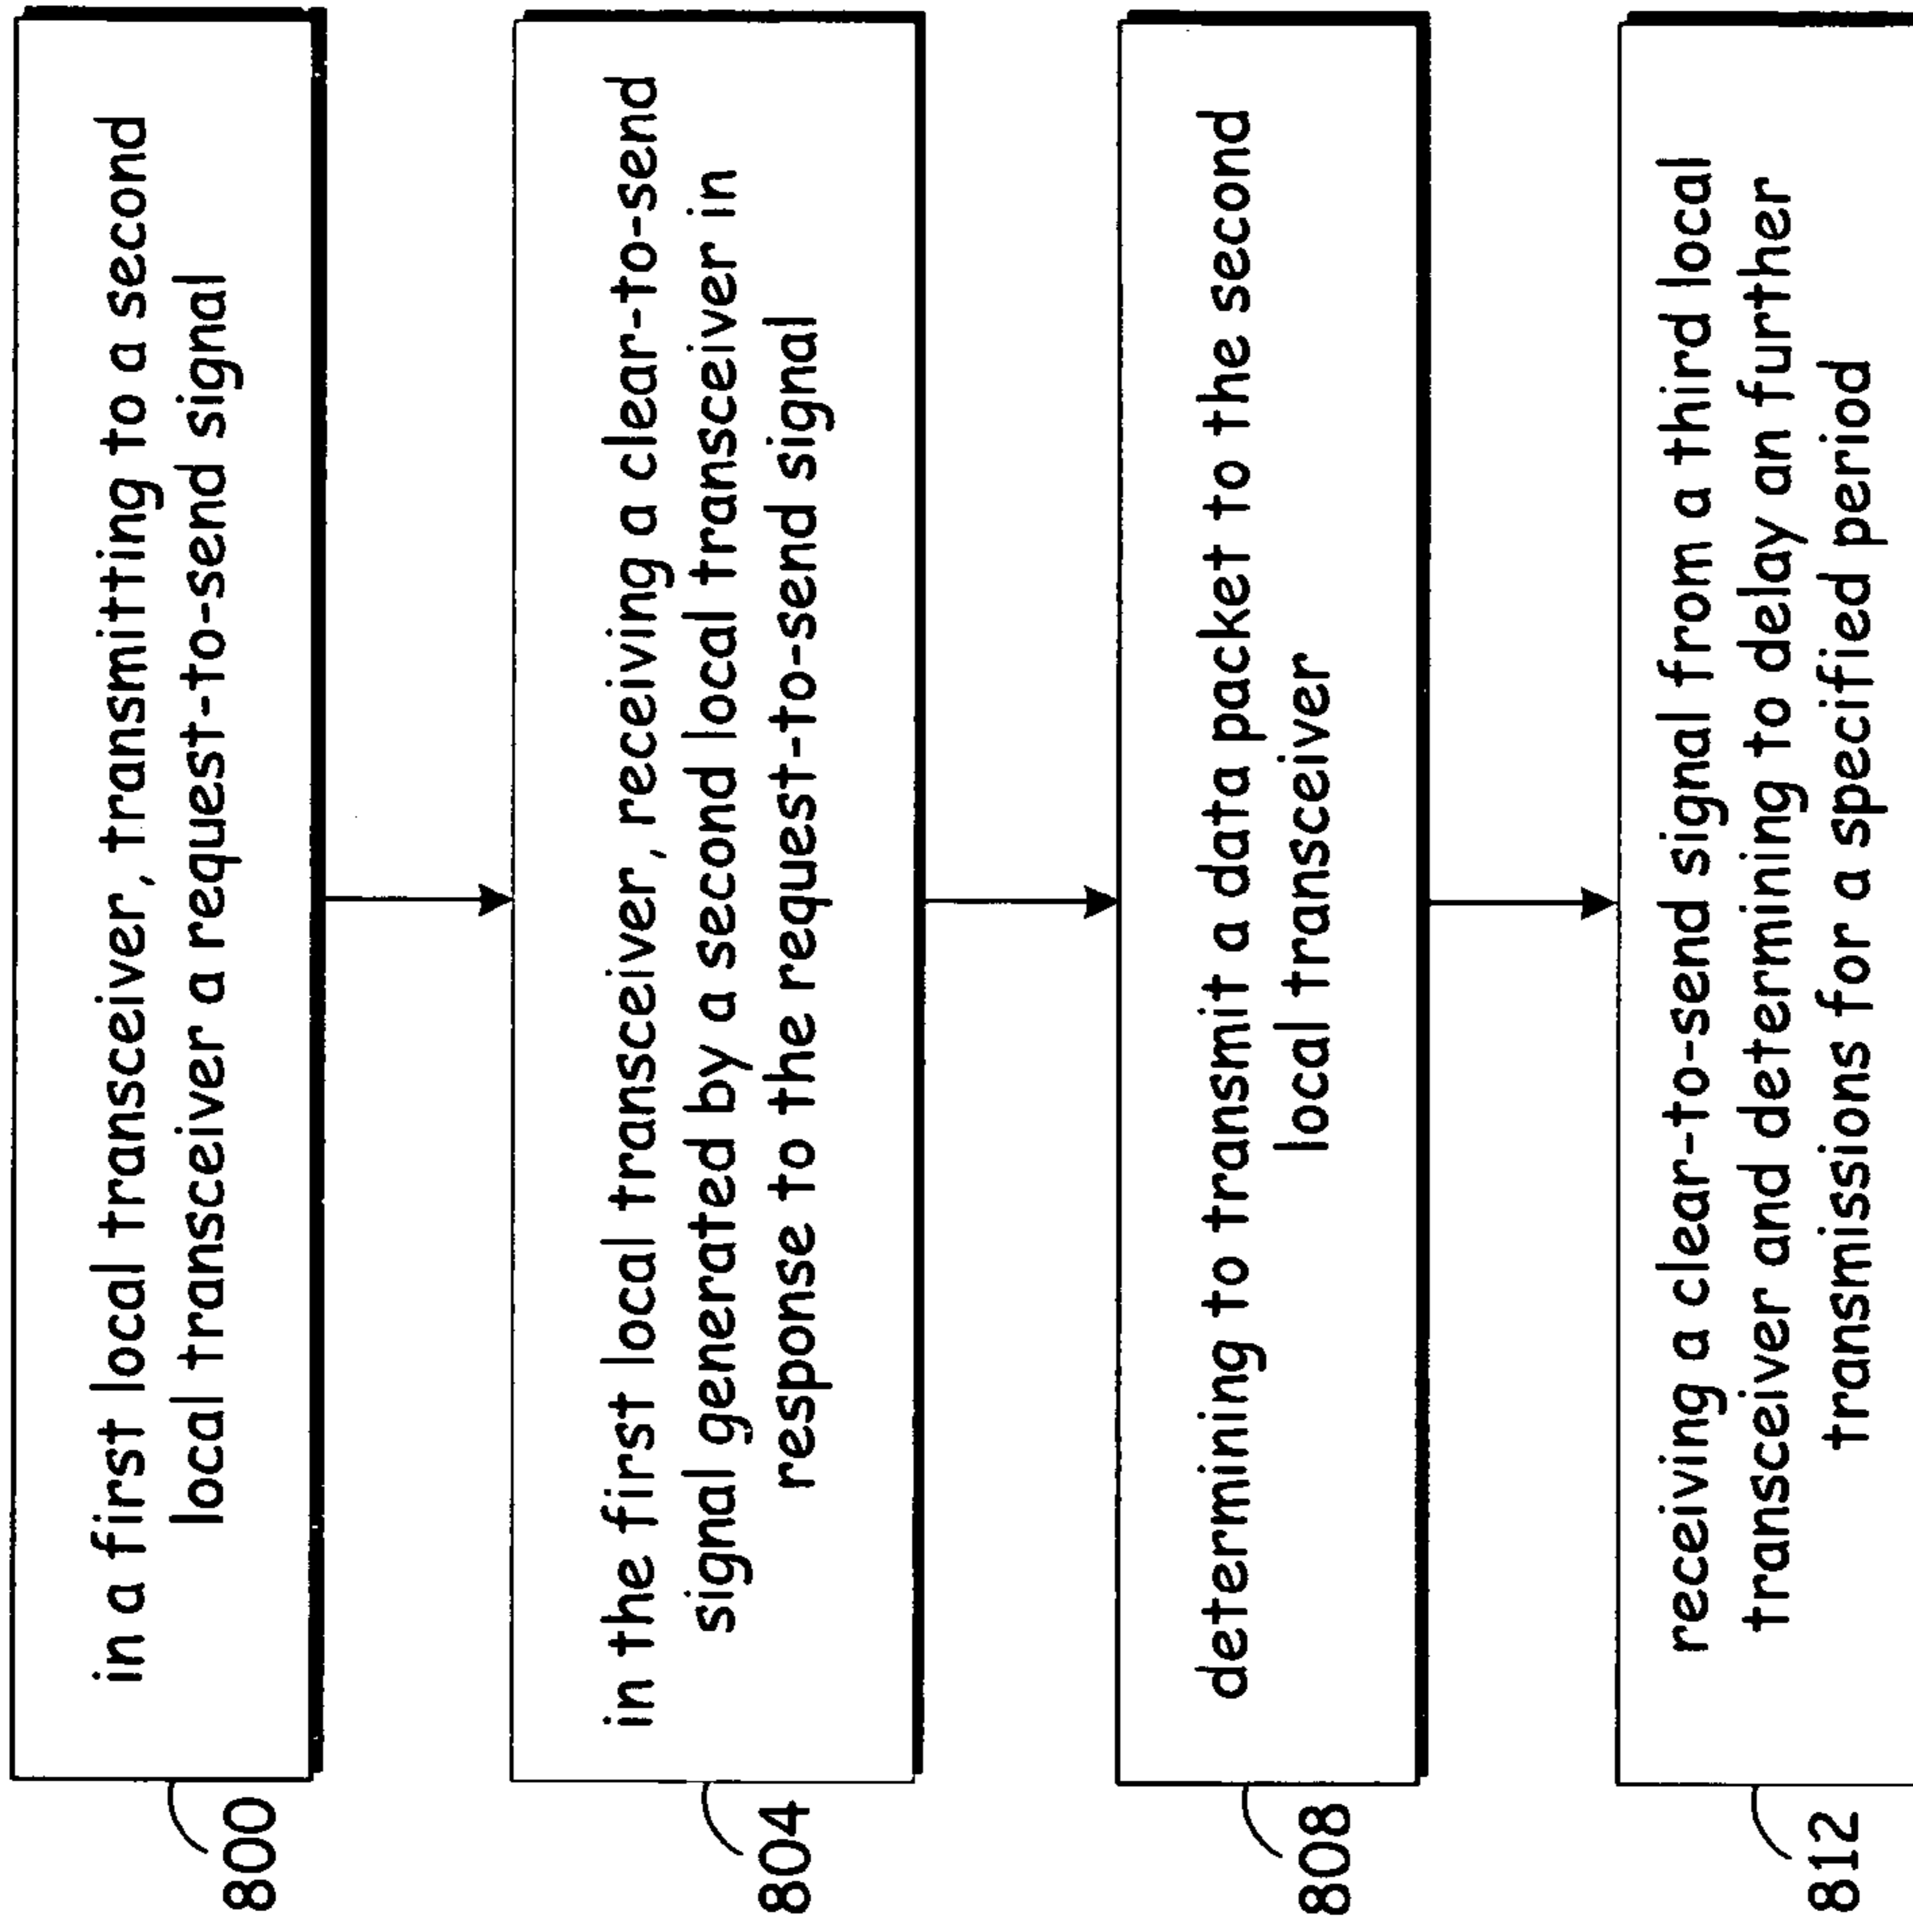 in a first local transceiver, transmitting to a second
local transceiver a request-to-send signal
800
in the first local transceiver, receiving a clear-to-send
signal generated by a second local transceiver in
response to the request-to-send signal
804
determining to transmit a data packet to the second
local transceiver
808
receiving a clear-to-send signal from a third local
transceiver and determining to delay an further
transmissions for a specified period
812